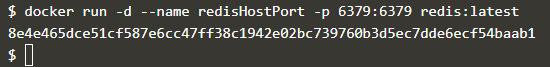 $ docker run -d --name redisHostPort -p 6379:6379 redis:latest
8e4e465dce51cf587e6cc47ff38c1942e02bc739760b3d5ec7dde6ecf54baab1
$